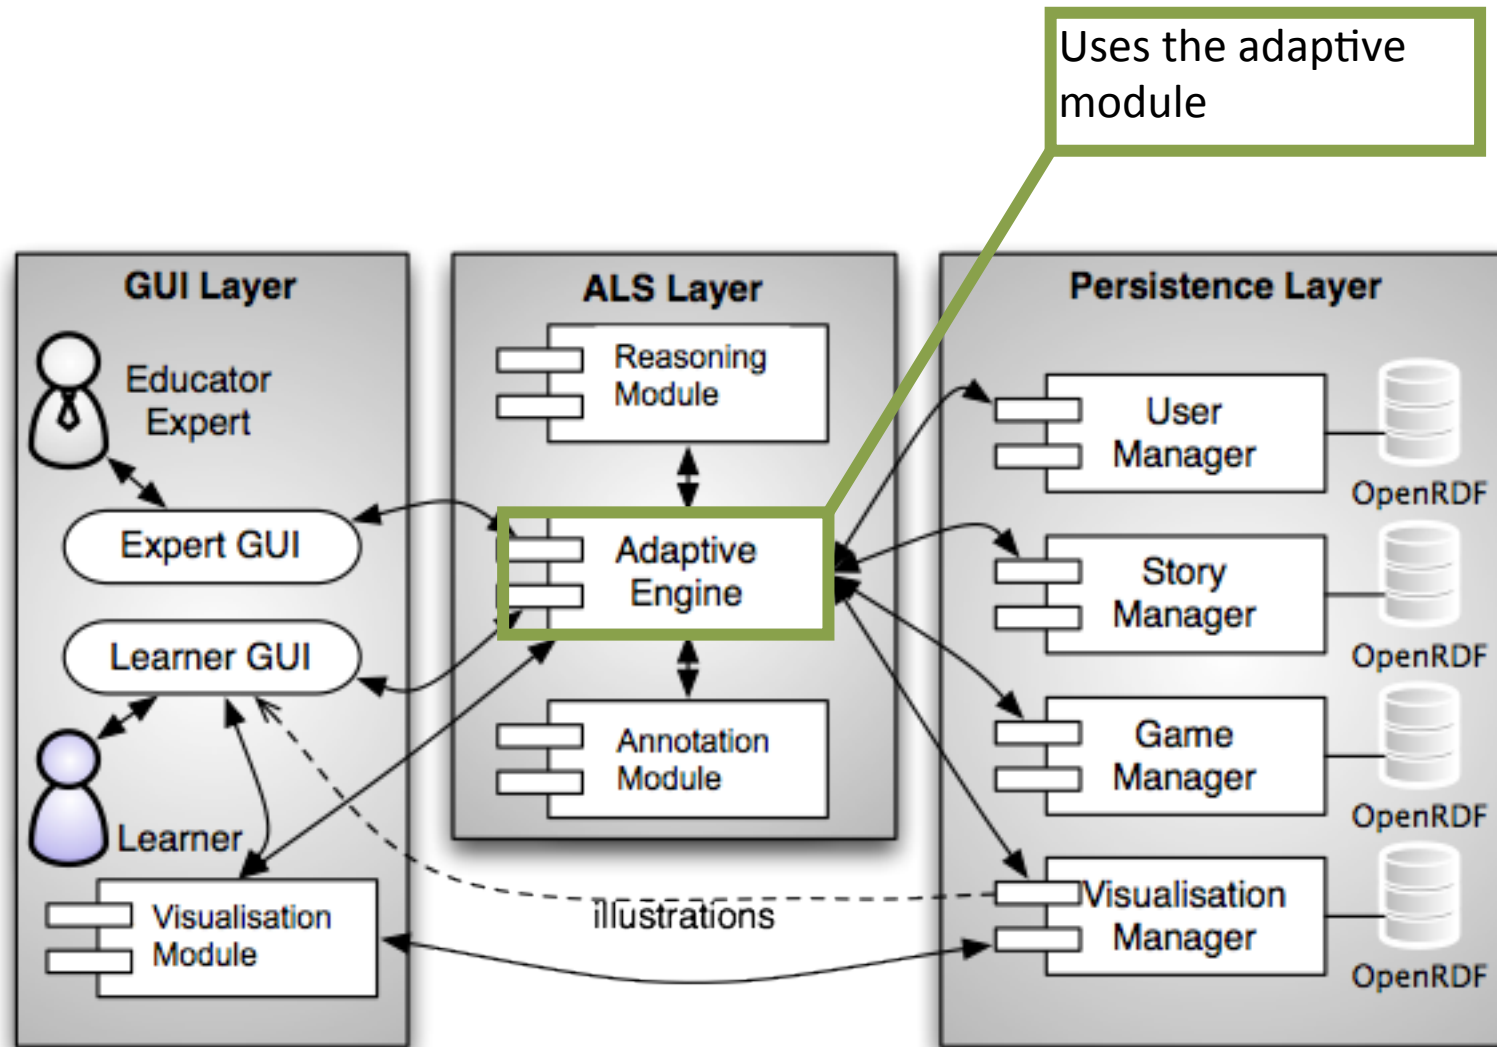 Uses the adaptive
module
GUI Layer
Educator
Expert
Expert GUI
Learner GUI
Learner
Visualisation
Module
ALS Layer
Reasoning
Module
Adaptive
Engine
Annotation
Module
illustrations
Persistence Layer
User
Manager
OpenRDF
Story
Manager
OpenRDF
Game
Manager
OpenRDF
Visualisation
Manager
OpenRDF